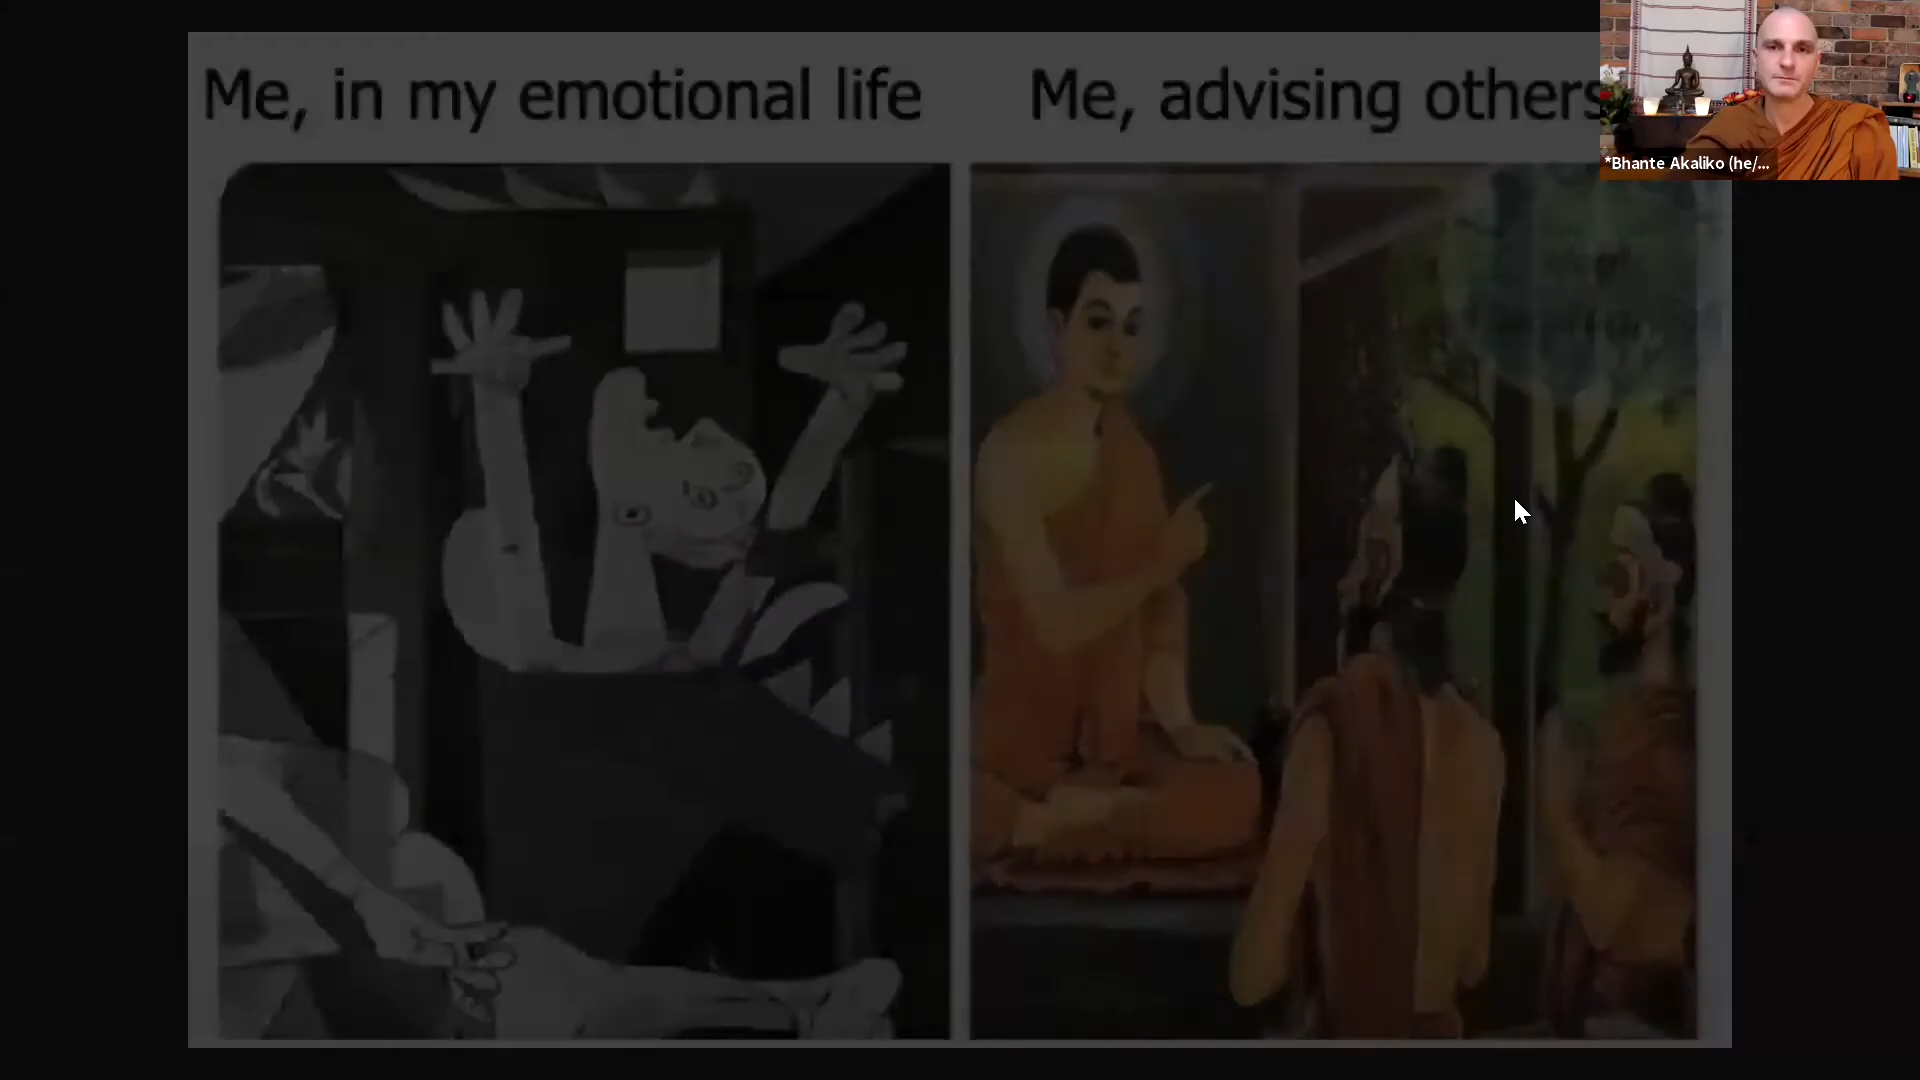 Me, in my emotional life
Me, advising others
*Bhante Akaliko (he/...